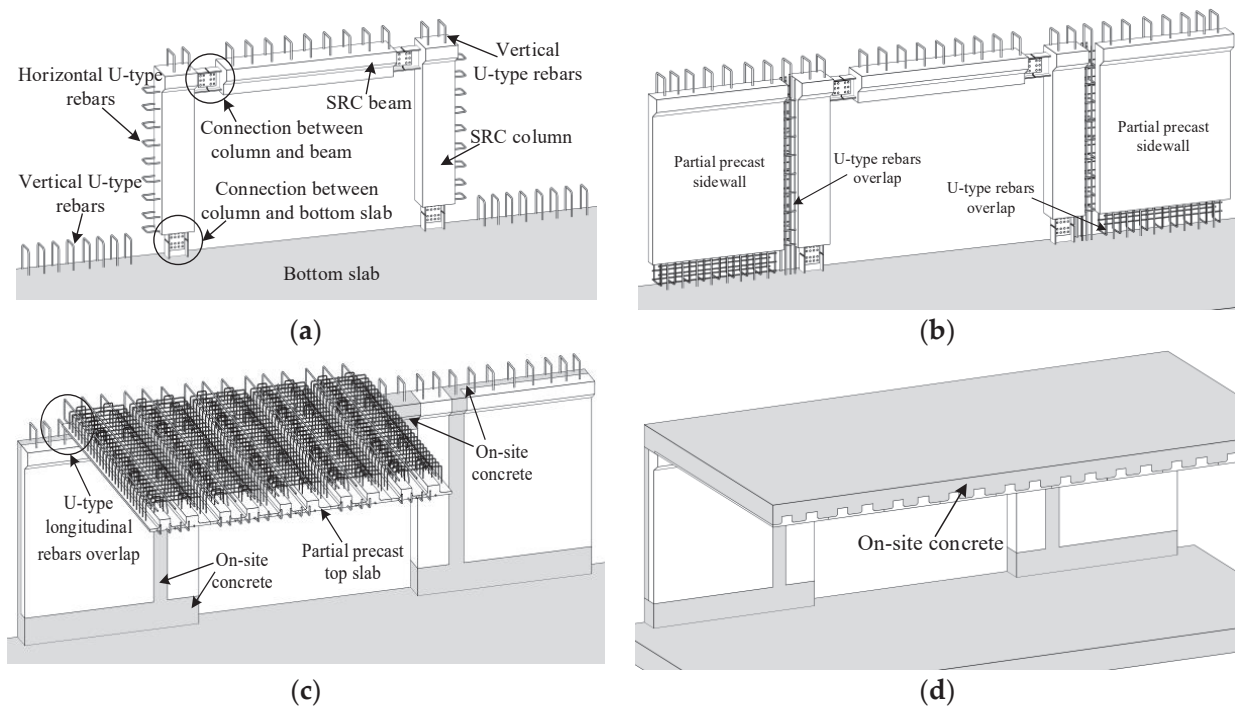 Horizontal U-type
rebars
Vertical
U-type rebars
SRC beam
Connection between
column and beam
SRC column
Vertical U-type
rebars
Connection between
column and bottom slab
Bottom slab
(a)
Partial precast
sidewall
U-type rebars
overlap
U-type rebars
overlap
Partial precast
sidewall
(b)
On-site
concrete
U-type
longitudinal
rebars overlap
On-site
concrete
Partial precast
top slab
(c)
On-site concrete
(d)